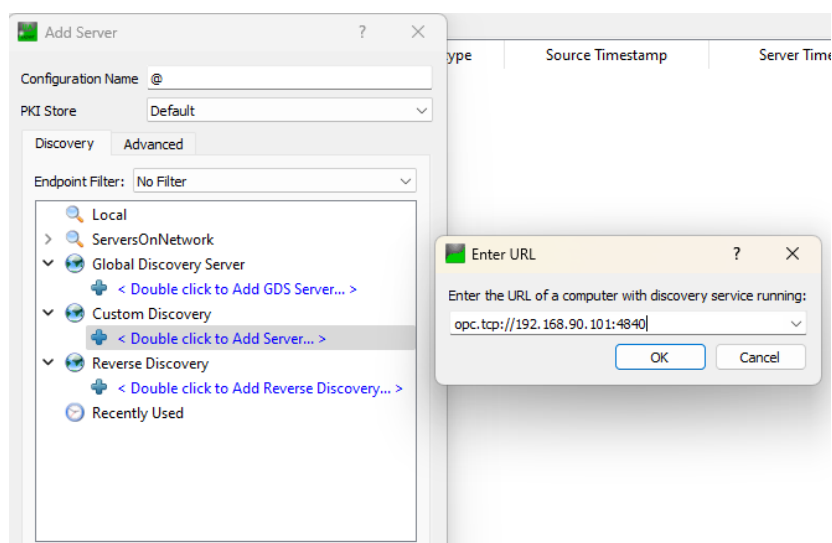 Add Server
?
Configuration Name @
PKI Store Default
Discovery Advanced
Endpoint Filter: No Filter
Local
ServersOnNetwork
Global Discovery Server
< Double click to Add GDS Server... >
Custom Discovery
< Double click to Add Server... >
Reverse Discovery
< Double click to Add Reverse Discovery... >
Recently Used
ype Source Timestamp Server Time
Enter URL ?
Enter the URL of a computer with discovery service running:
opc.tcp://192.168.90.101:4840
OK Cancel